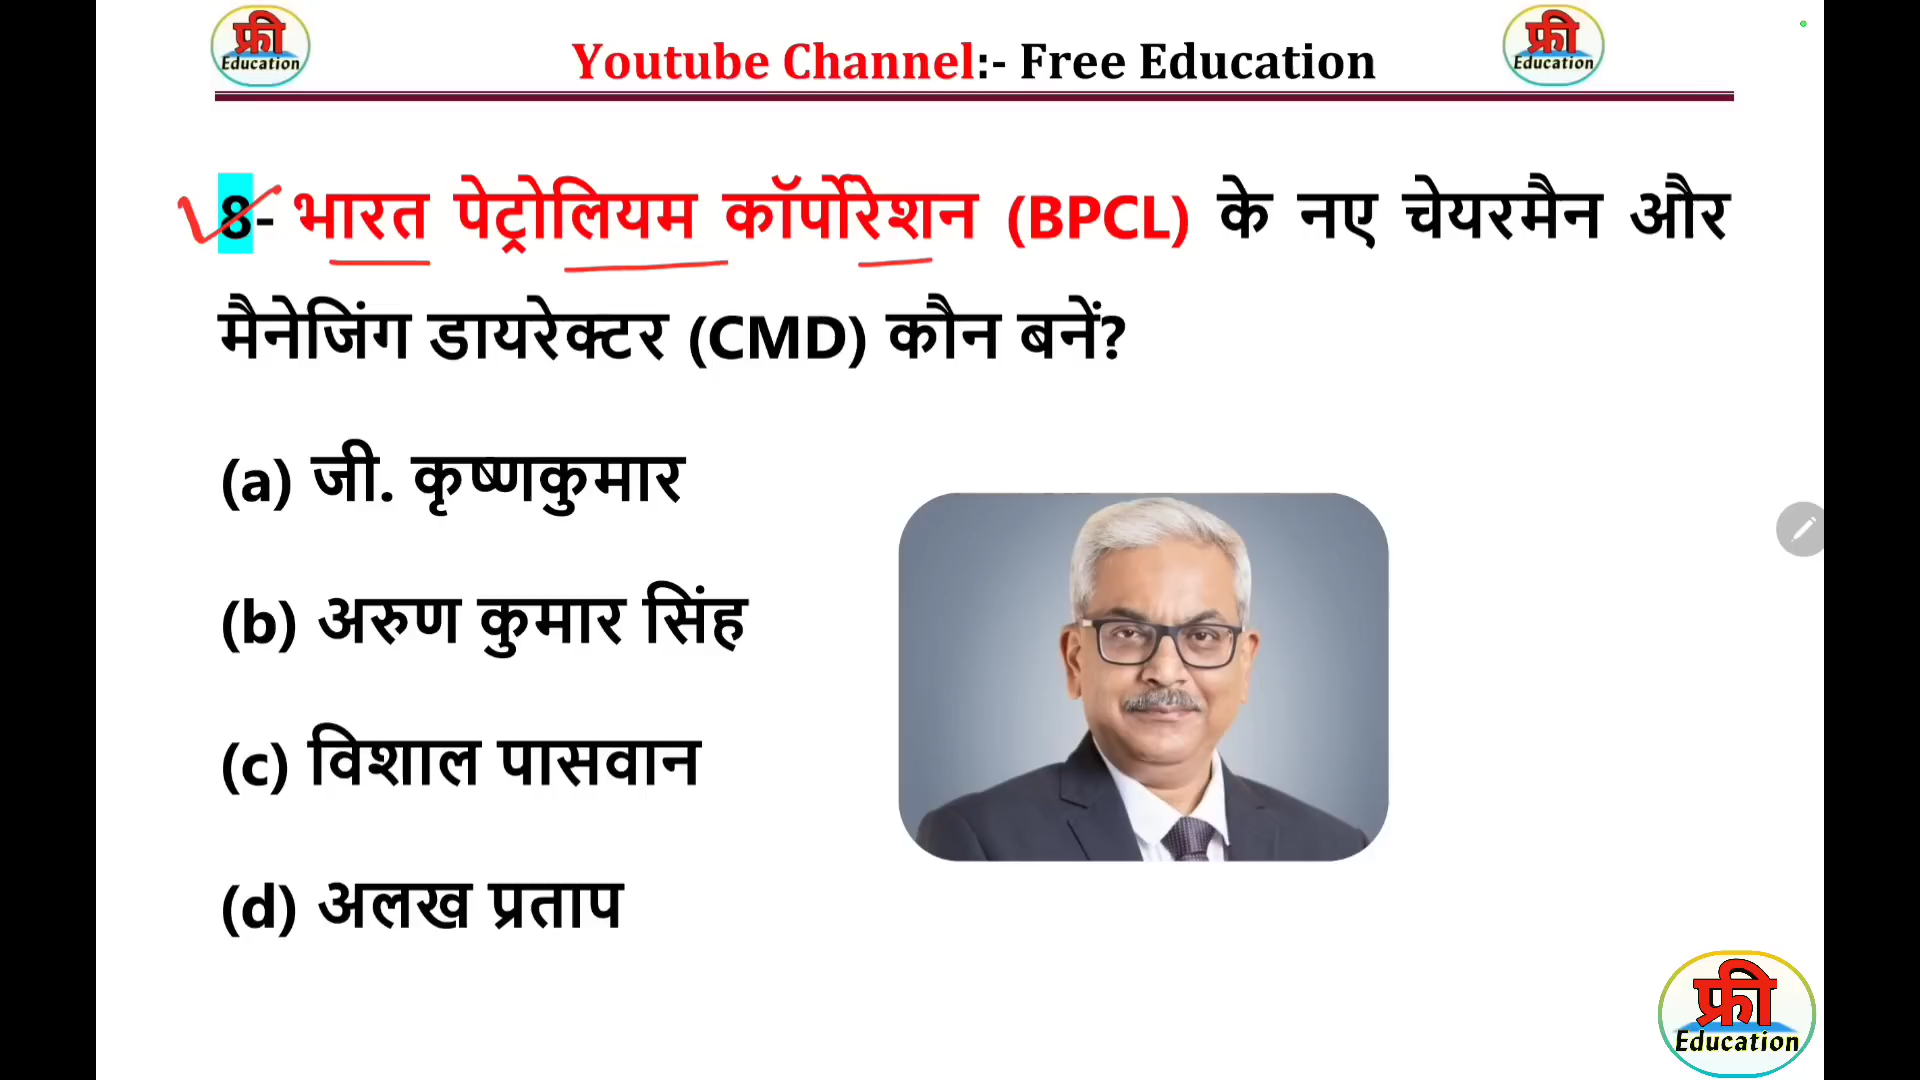 फ्री
Education
Youtube Channel:- Free Education
फ्री
Education
8- भारत पेट्रोलियम कॉर्पोरेशन (BPCL) के नए चेयरमैन और
मैनेजिंग डायरेक्टर (CMD) कौन बनें?
(a) जी. कृष्णकुमार
(b) अरुण कुमार सिंह
(c) विशाल पासवान
(d) अलख प्रताप
फ्री
Education